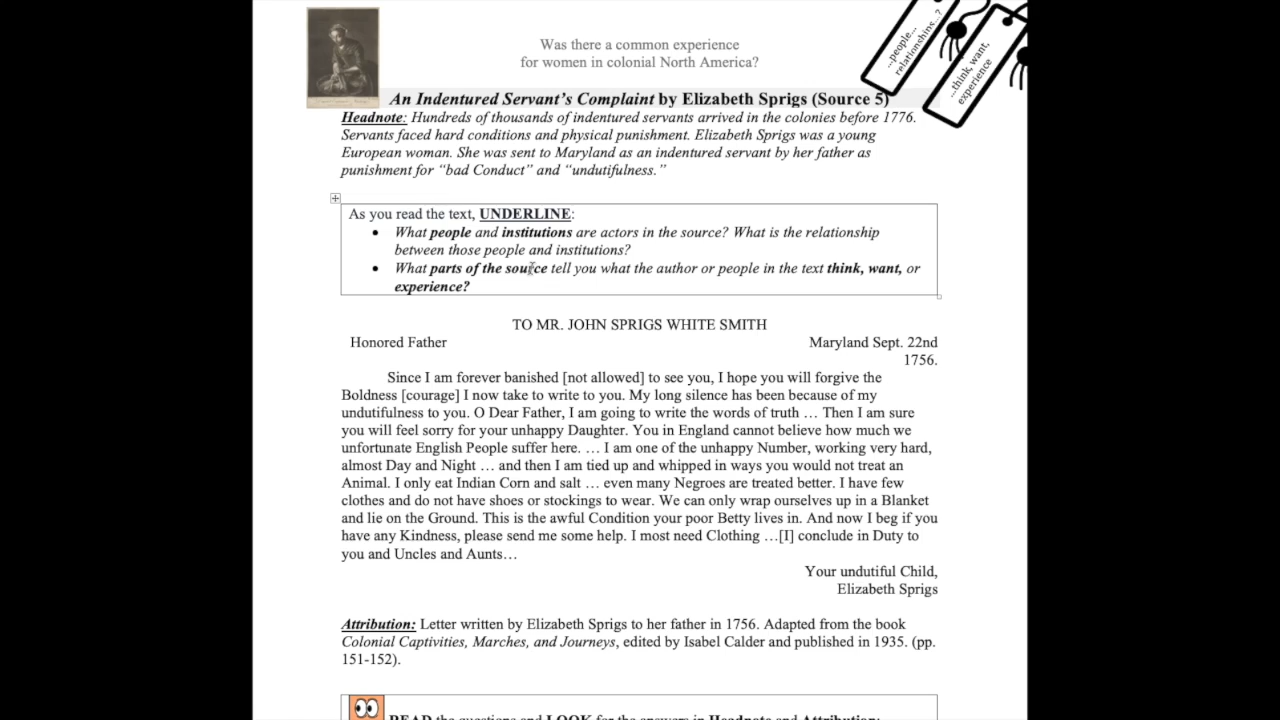 Was there a common experience
for women in colonial North America?
...people...
relationships...?
...think, want,
experience
An Indentured Servant's Complaint by Elizabeth Sprigs (Source 5)
Headnote: Hundreds of thousands of indentured servants arrived in the colonies before 1776.
Servants faced hard conditions and physical punishment. Elizabeth Sprigs was a young
European woman. She was sent to Maryland as an indentured servant by her father as
punishment for “bad Conduct” and “undutifulness.”
As you read the text, UNDERLINE:
• What people and institutions are actors in the source? What is the relationship
between those people and institutions?
• What parts of the source tell you what the author or people in the text think, want, or
experience?
TO MR. JOHN SPRIGS WHITE SMITH
Honored Father Maryland Sept. 22nd
1756.
Since I am forever banished [not allowed] to see you, I hope you will forgive the
Boldness [courage] I now take to write to you. My long silence has been because of my
undutifulness to you. O Dear Father, I am going to write the words of truth … Then I am sure
you will feel sorry for your unhappy Daughter. You in England cannot believe how much we
unfortunate English People suffer here. … I am one of the unhappy Number, working very hard,
almost Day and Night … and then I am tied up and whipped in ways you would not treat an
Animal. I only eat Indian Corn and salt … even many Negroes are treated better. I have few
clothes and do not have shoes or stockings to wear. We can only wrap ourselves up in a Blanket
and lie on the Ground. This is the awful Condition your poor Betty lives in. And now I beg if you
have any Kindness, please send me some help. I most need Clothing …[I] conclude in Duty to
you and Uncles and Aunts…
Your undutiful Child,
Elizabeth Sprigs
Attribution: Letter written by Elizabeth Sprigs to her father in 1756. Adapted from the book
Colonial Captivities, Marches, and Journeys, edited by Isabel Calder and published in 1935. (pp.
151-152).
READ the questions and LOOK for the answers in Headnote and Attribution: